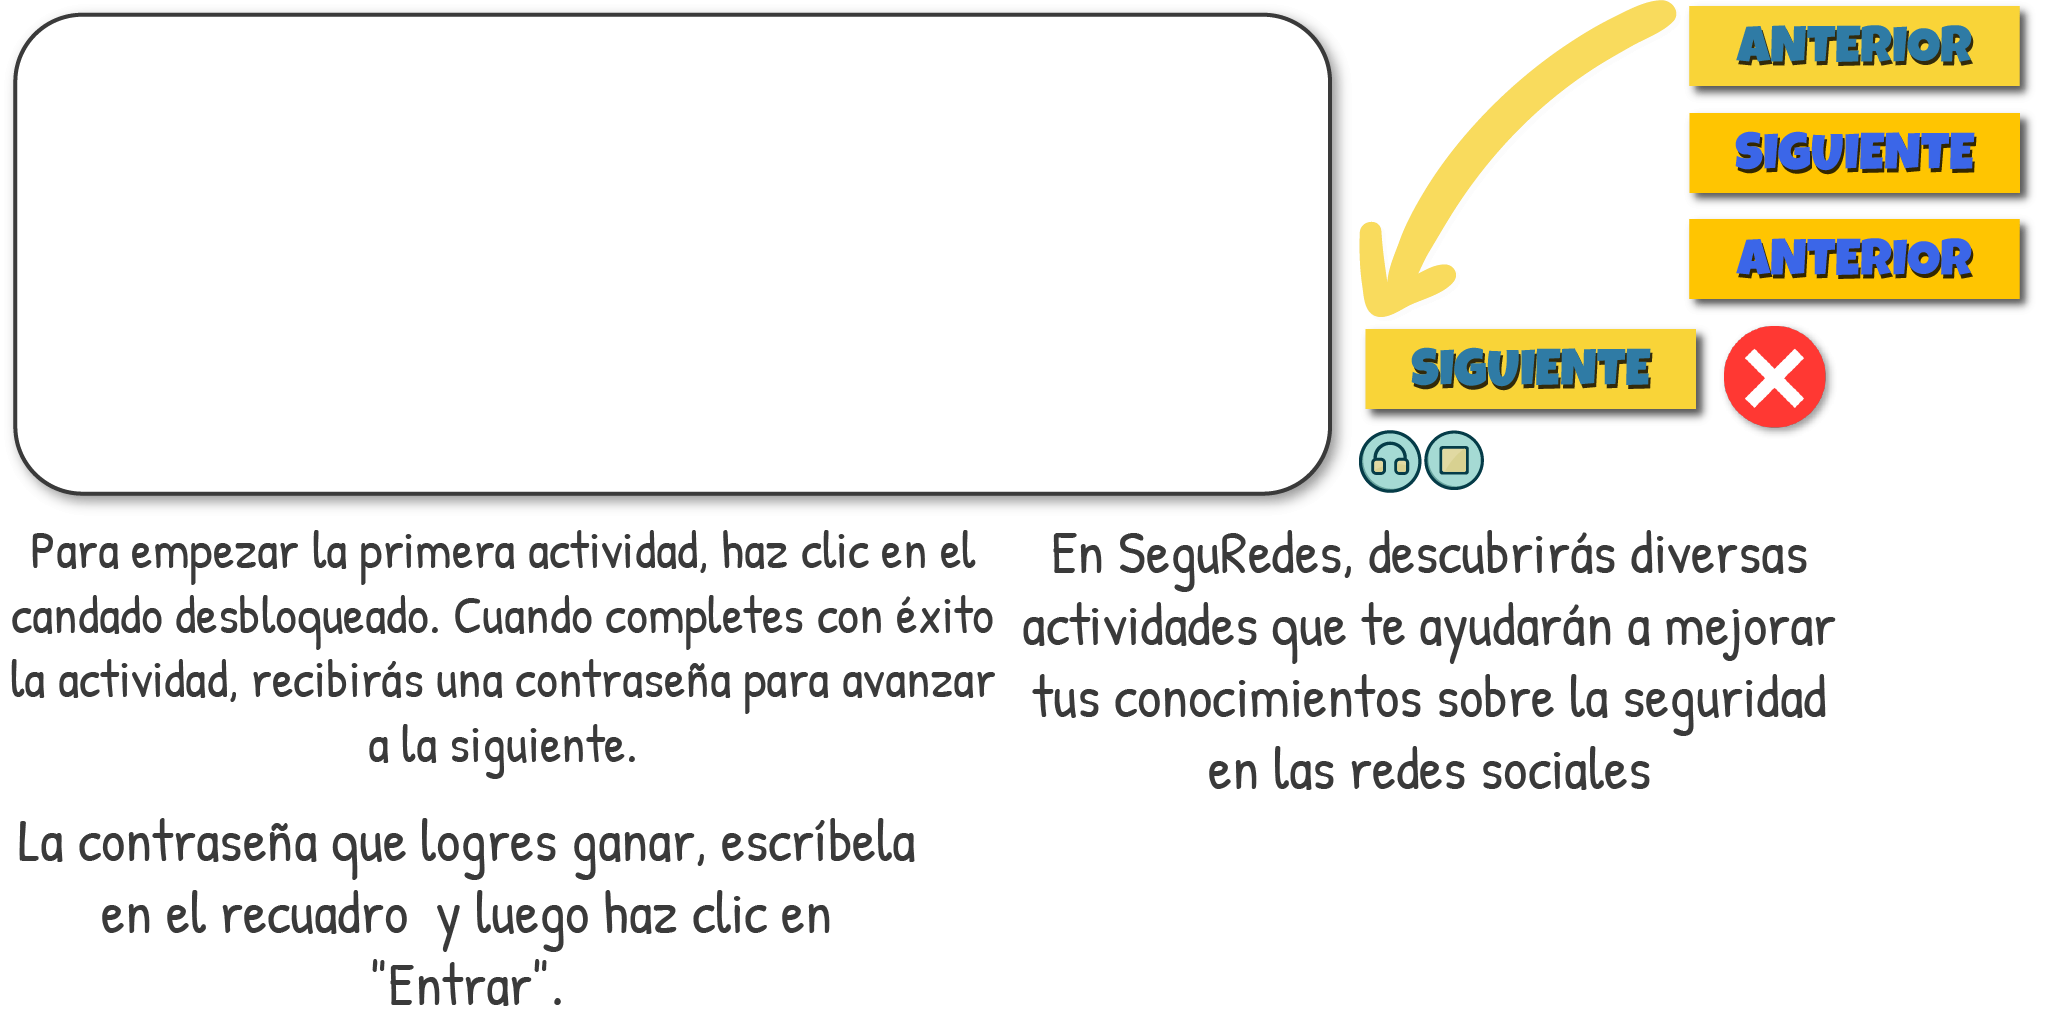 ANTERIOR
SIGUIENTE
ANTERIOR
SIGUIENTE
Para empezar la primera actividad, haz clic en el
candado desbloqueado. Cuando completes con éxito
la actividad, recibirás una contraseña para avanzar
a la siguiente.
En SeguRedes, descubrirás diversas
actividades que te ayudarán a mejorar
tus conocimientos sobre la seguridad
en las redes sociales
La contraseña que logres ganar, escríbela
en el recuadro y luego haz clic en
"Entrar".